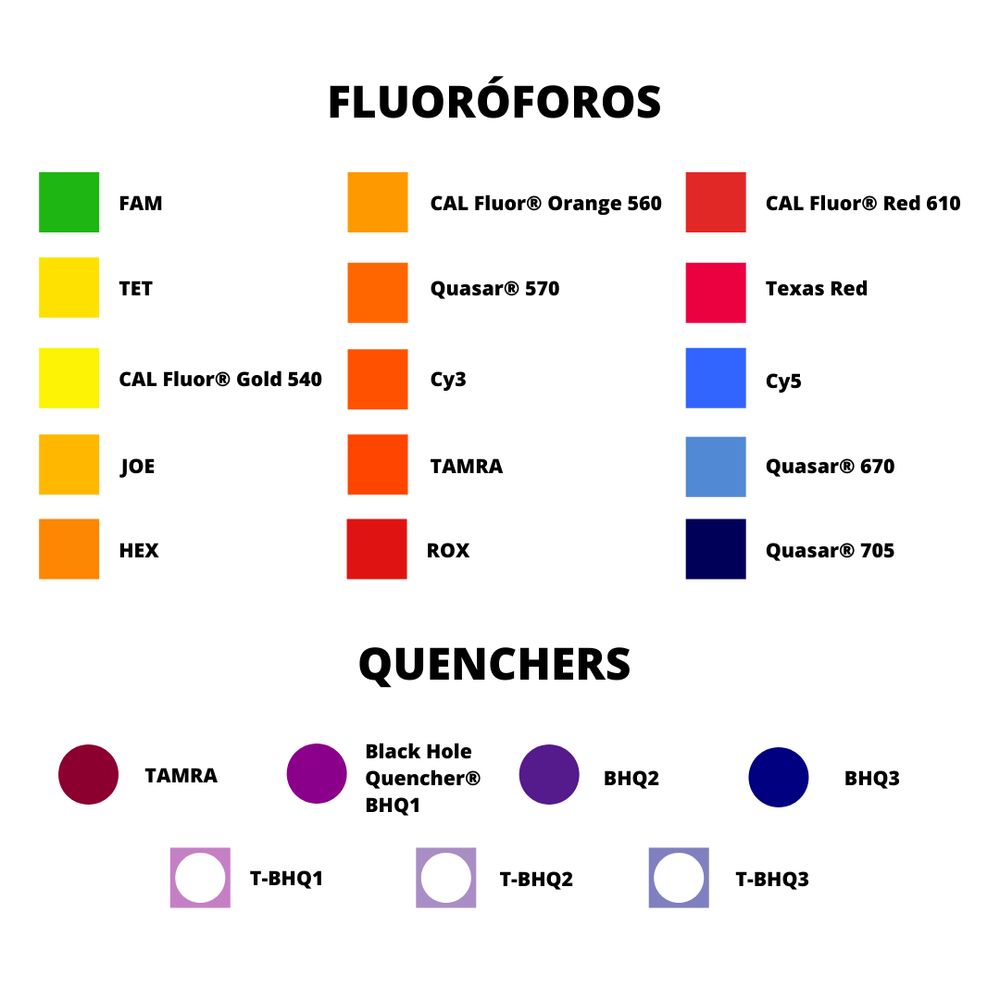 FLUORÓFOROS
FAM
CAL Fluor® Orange 560
CAL Fluor® Red 610
TET
Quasar® 570
Texas Red
CAL Fluor® Gold 540
Cy3
Cy5
JOE
TAMRA
Quasar® 670
HEX
ROX
Quasar® 705
QUENCHERS
TAMRA
Black Hole
Quencher®
BHQ1
BHQ2
BHQ3
T-BHQ1
T-BHQ2
T-BHQ3